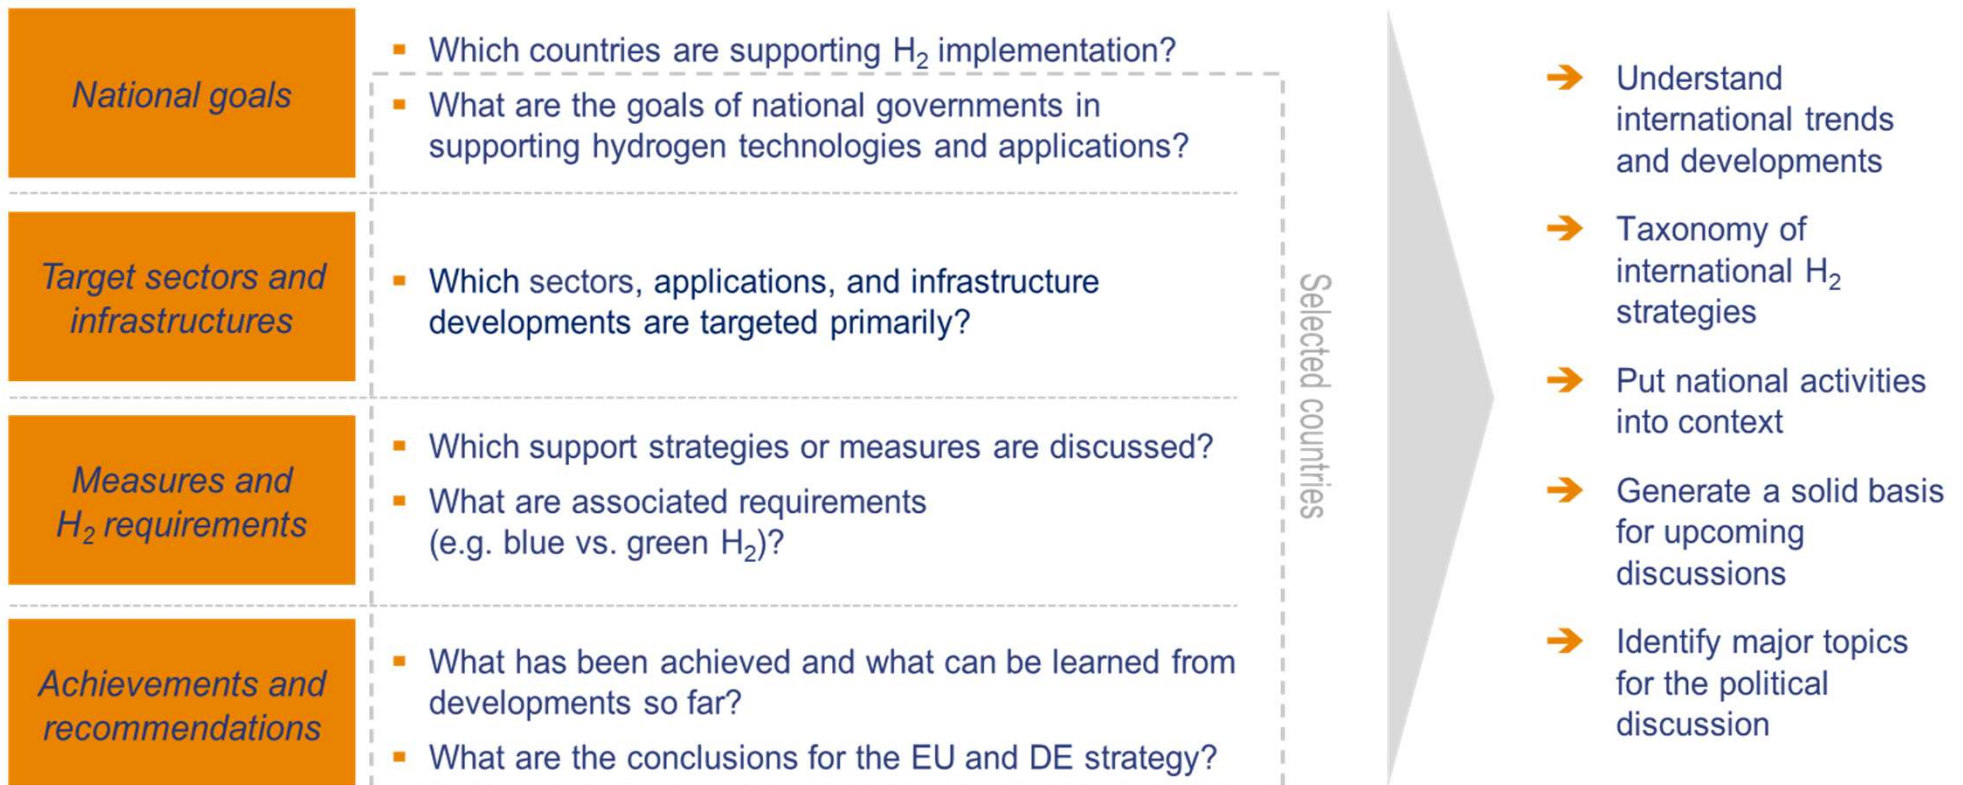 National goals
Which countries are supporting H₂ implementation?
What are the goals of national governments in
supporting hydrogen technologies and applications?
Target sectors and
infrastructures
Which sectors, applications, and infrastructure
developments are targeted primarily?
Measures and
H₂ requirements
Which support strategies or measures are discussed?
What are associated requirements
(e.g. blue vs. green H₂)?
Achievements and
recommendations
What has been achieved and what can be learned from
developments so far?
What are the conclusions for the EU and DE strategy?
Selected countries
Understand
international trends
and developments
Taxonomy of
international H₂
strategies
Put national activities
into context
Generate a solid basis
for upcoming
discussions
Identify major topics
for the political
discussion